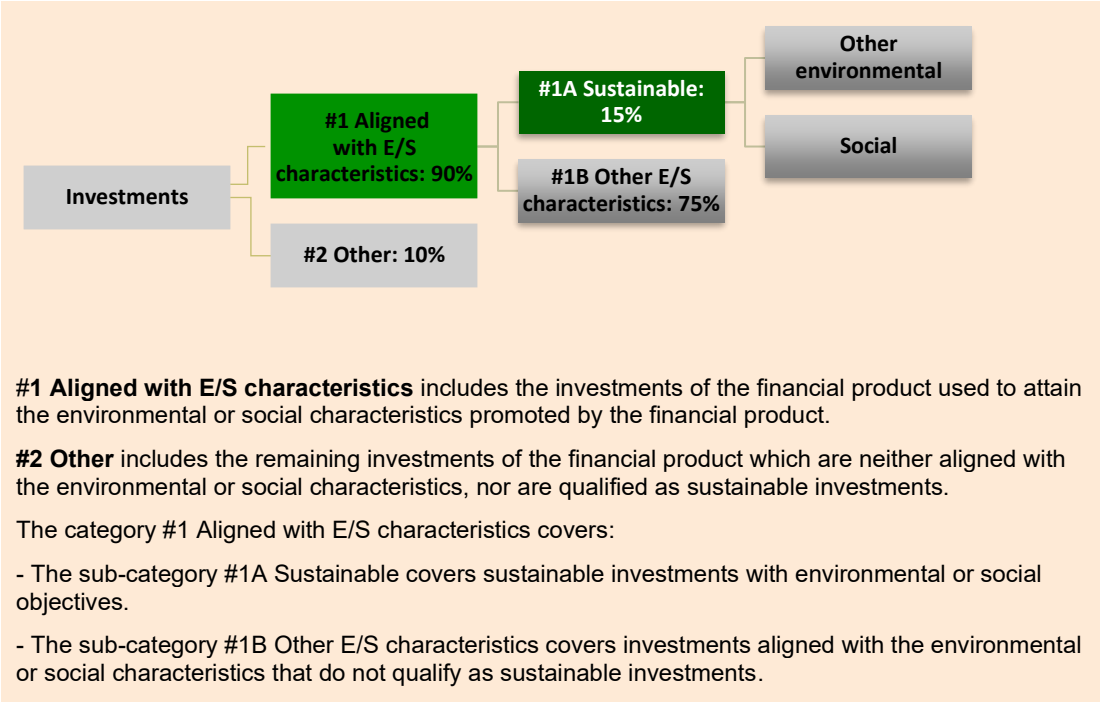 Investments
#1 Aligned
with E/S
characteristics: 90%
#2 Other: 10%
#1A Sustainable:
15%
#1B Other E/S
characteristics: 75%
Other
environmental
Social
#1 Aligned with E/S characteristics includes the investments of the financial product used to attain
the environmental or social characteristics promoted by the financial product.
#2 Other includes the remaining investments of the financial product which are neither aligned with
the environmental or social characteristics, nor are qualified as sustainable investments.
The category #1 Aligned with E/S characteristics covers:
- The sub-category #1A Sustainable covers sustainable investments with environmental or social
objectives.
- The sub-category #1B Other E/S characteristics covers investments aligned with the environmental
or social characteristics that do not qualify as sustainable investments.